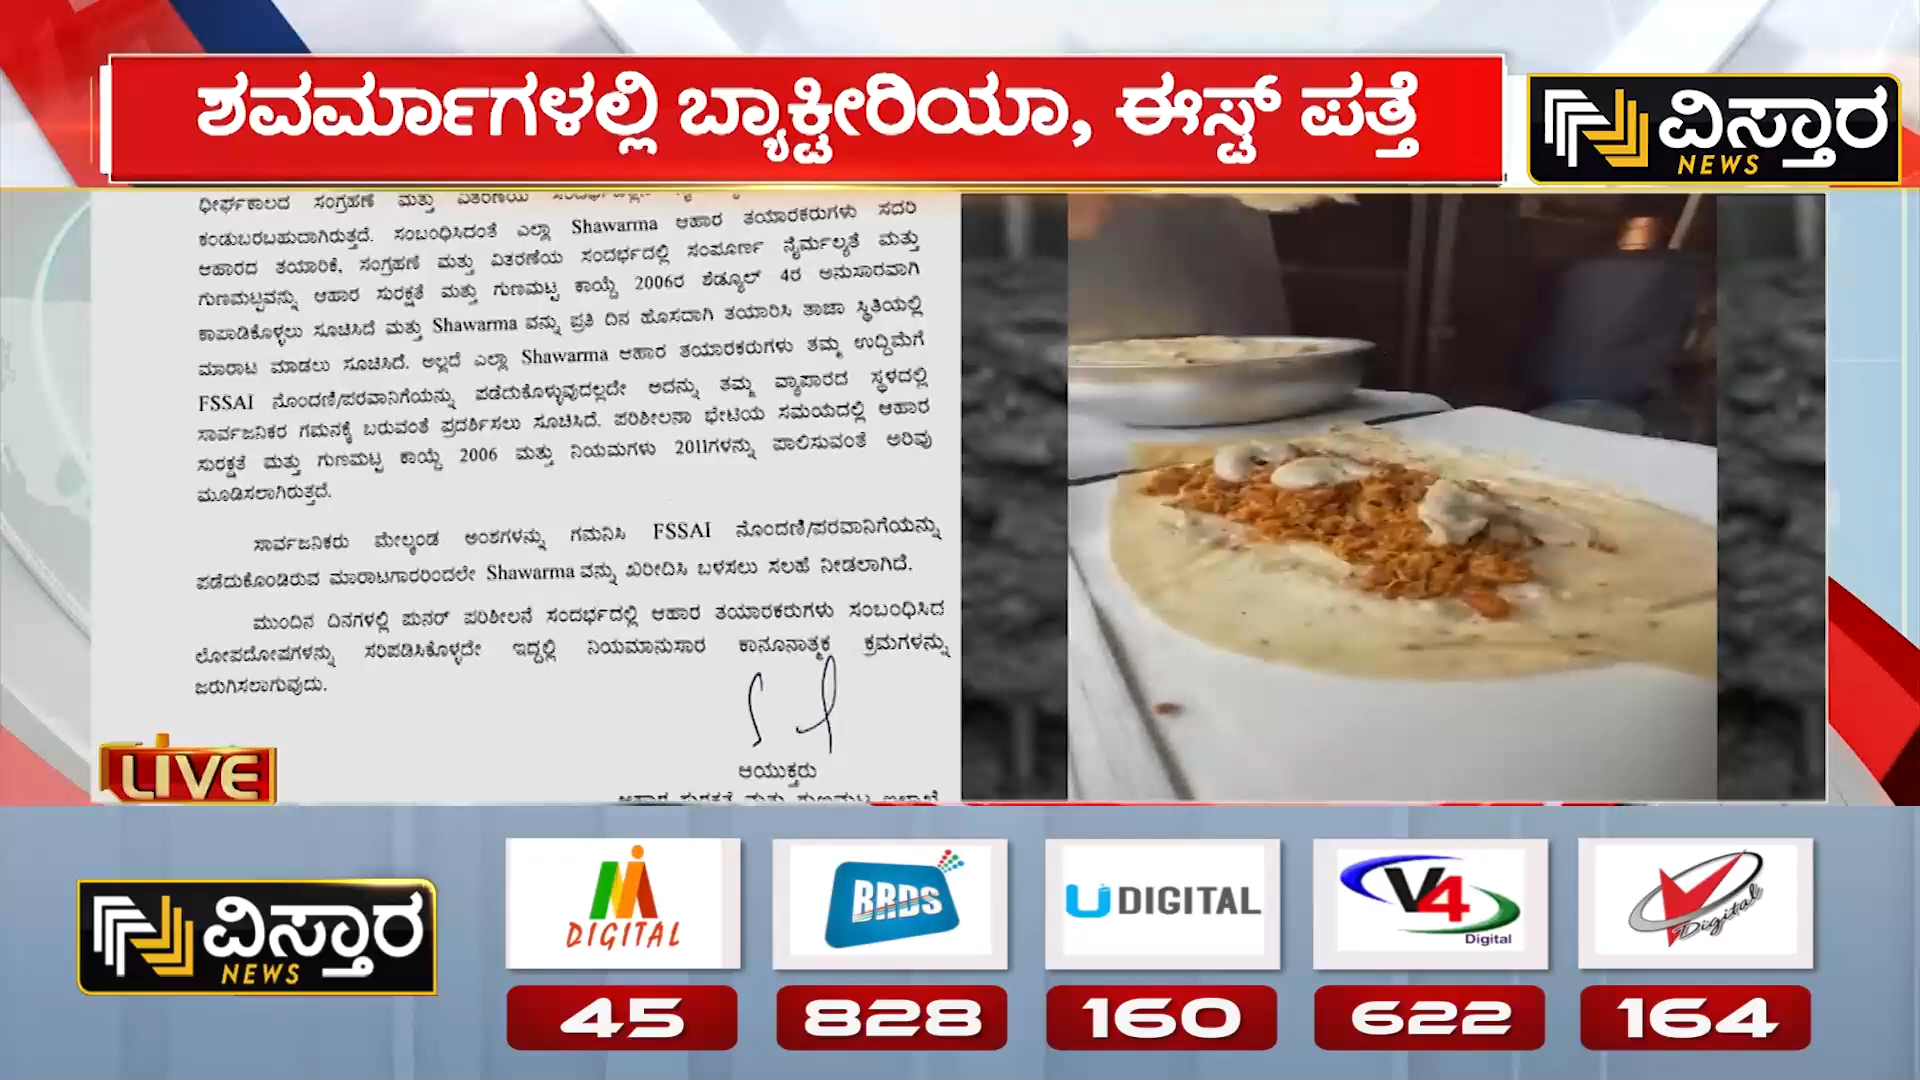 ಶವರ್ಮಾಗಳಲ್ಲಿ ಬ್ಯಾಕ್ಟೀರಿಯಾ, ಈಸ್ಟ್ ಪತ್ತೆ
ವಿಸ್ತಾರ
NEWS
ಧೀರ್ಘಕಾಲದ ಸಂಗ್ರಹಣೆ ಮತ್ತು ವಿತರಣೆಯ
ಕಂಡುಬರಬಹುದಾಗಿರುತ್ತದೆ. ಸಂಬಂಧಿಸಿದಂತೆ ಎಲ್ಲಾ Shawarma ಆಹಾರ ತಯಾರಕರುಗಳು ಸದರಿ
ಆಹಾರದ ತಯಾರಿಕೆ, ಸಂಗ್ರಹಣೆ ಮತ್ತು ವಿತರಣೆಯ ಸಂದರ್ಭದಲ್ಲಿ ಸಂಪೂರ್ಣ ನೈರ್ಮಲ್ಯತೆ ಮತ್ತು
ಗುಣಮಟ್ಟವನ್ನು ಆಹಾರ ಸುರಕ್ಷತೆ ಮತ್ತು ಗುಣಮಟ್ಟ ಕಾಯ್ದೆ 2006ರ ಶೆಡ್ಯೂಲ್ 4ರ ಅನುಸಾರವಾಗಿ
ಕಾಪಾಡಿಕೊಳ್ಳಲು ಸೂಚಿಸಿದೆ ಮತ್ತು Shawarma ವನ್ನು ಪ್ರತಿ ದಿನ ಹೊಸದಾಗಿ ತಯಾರಿಸಿ ತಾಜಾ ಸ್ಥಿತಿಯಲ್ಲಿ
ಮಾರಾಟ ಮಾಡಲು ಸೂಚಿಸಿದೆ. ಅಲ್ಲದೆ ಎಲ್ಲಾ Shawarma ಆಹಾರ ತಯಾರಕರುಗಳು ತಮ್ಮ ಉದ್ದಿಮೆಗೆ
FSSAI ನೊಂದಣಿ/ಪರವಾನಿಗೆಯನ್ನು ಪಡೆದುಕೊಳ್ಳುವುದಲ್ಲದೇ ಅದನ್ನು ತಮ್ಮ ವ್ಯಾಪಾರದ ಸ್ಥಳದಲ್ಲಿ
ಸಾರ್ವಜನಿಕರ ಗಮನಕ್ಕೆ ಬರುವಂತೆ ಪ್ರದರ್ಶಿಸಲು ಸೂಚಿಸಿದೆ. ಪರಿಶೀಲನಾ ಭೇಟಿಯ ಸಮಯದಲ್ಲಿ ಆಹಾರ
ಸುರಕ್ಷತೆ ಮತ್ತು ಗುಣಮಟ್ಟ ಕಾಯ್ದೆ 2006 ಮತ್ತು ನಿಯಮಗಳು 2011ಗಳನ್ನು ಪಾಲಿಸುವಂತೆ ಅರಿವು
ಮೂಡಿಸಲಾಗಿರುತ್ತದೆ.
ಸಾರ್ವಜನಿಕರು ಮೇಲ್ಕಂಡ ಅಂಶಗಳನ್ನು ಗಮನಿಸಿ FSSAI ನೊಂದಣಿ/ಪರವಾನಿಗೆಯನ್ನು
ಪಡೆದುಕೊಂಡಿರುವ ಮಾರಾಟಗಾರರಿಂದಲೇ Shawarma ವನ್ನು ಖರೀದಿಸಿ ಬಳಸಲು ಸಲಹೆ ನೀಡಲಾಗಿದೆ.
ಮುಂದಿನ ದಿನಗಳಲ್ಲಿ ಪುನರ್ ಪರಿಶೀಲನೆ ಸಂದರ್ಭದಲ್ಲಿ ಆಹಾರ ತಯಾರಕರುಗಳು ಸಂಬಂಧಿಸಿದ
ಲೋಪದೋಷಗಳನ್ನು ಸರಿಪಡಿಸಿಕೊಳ್ಳದೇ ಇದ್ದಲ್ಲಿ ನಿಯಮಾನುಸಾರ ಕಾನೂನಾತ್ಮಕ ಕ್ರಮಗಳನ್ನು
ಜರುಗಿಸಲಾಗುವುದು.
ಆಯುಕ್ತರು
ಆಹಾರ ಸುರಕ್ಷತೆ ಮತ್ತು ಗುಣಮಟ್ಟ ಇಲಾಖೆ
LIVE
ವಿಸ್ತಾರ
NEWS
DIGITAL
BRDS
U DIGITAL
V4
Digital
V Digital
45
828
160
622
164